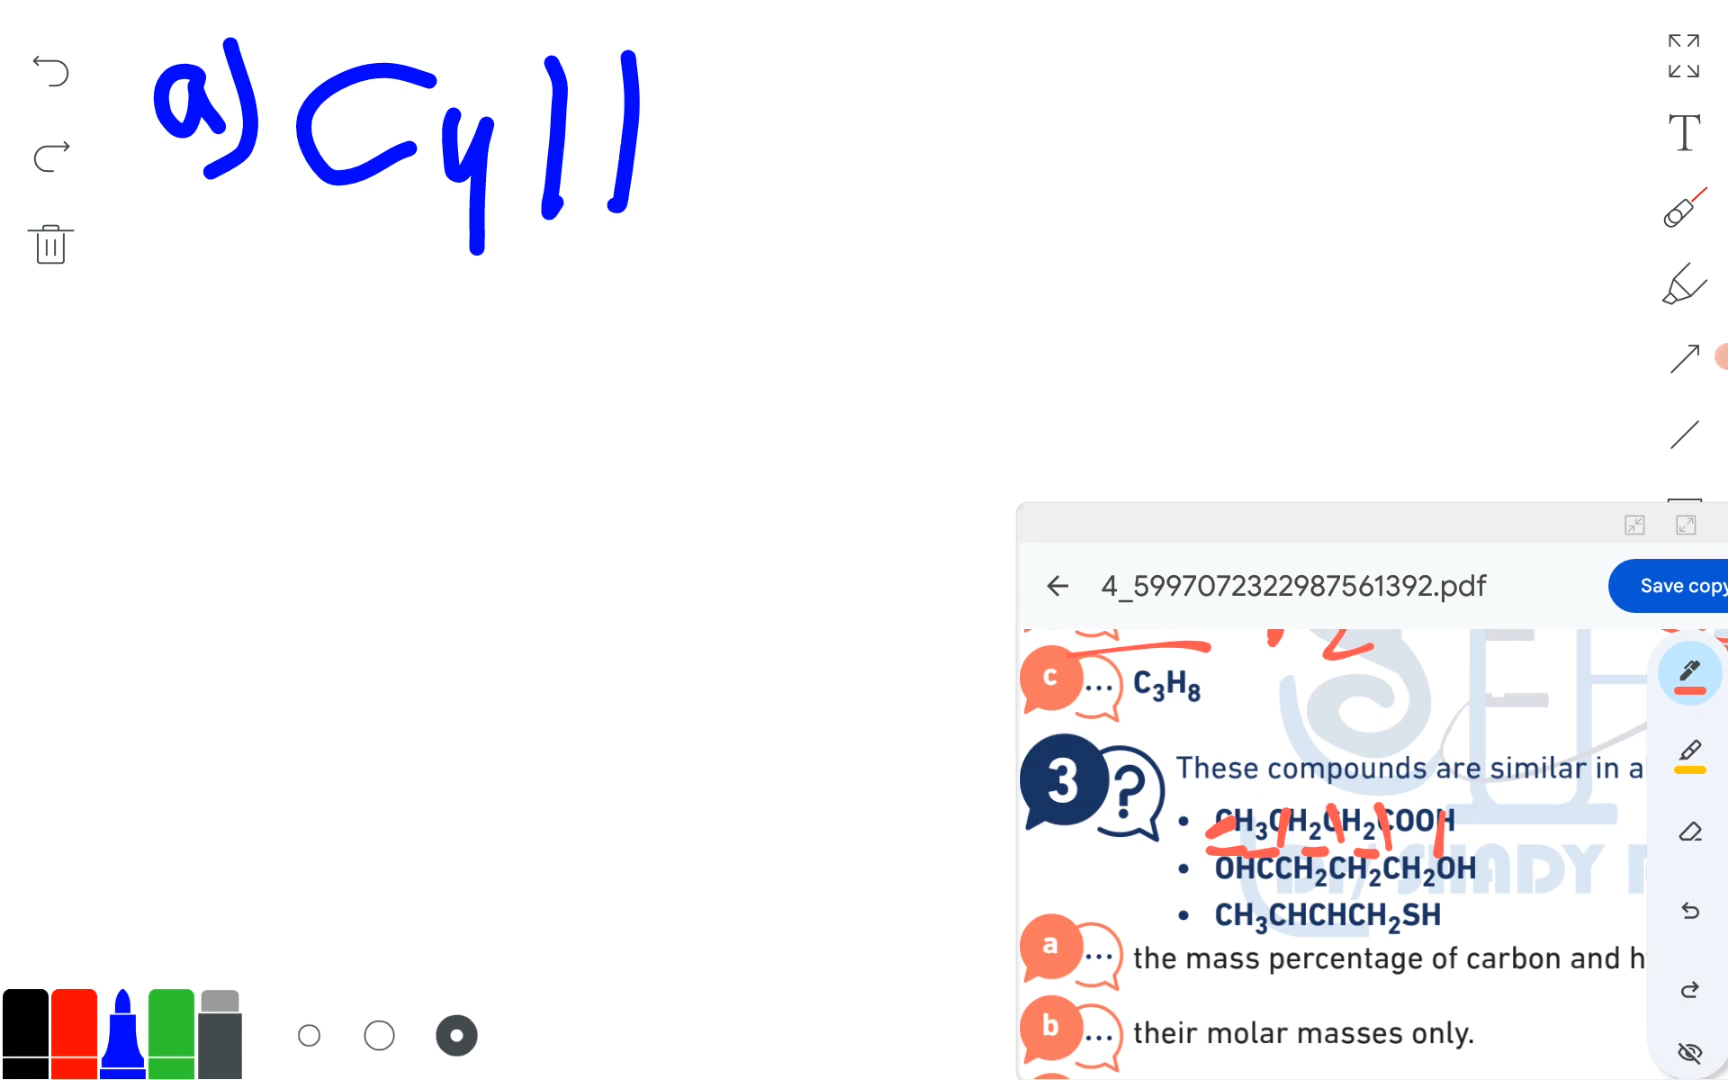 a) Cyll
T
4_5997072322987561392.pdf
Save copy
c ... C₃H₈
3 ? These compounds are similar in a
• CH₃CH₂CH₂COOH
• OHCCH₂CH₂CH₂OH
• CH₃CHCHCH₂SH
a ... the mass percentage of carbon and h
b ... their molar masses only.